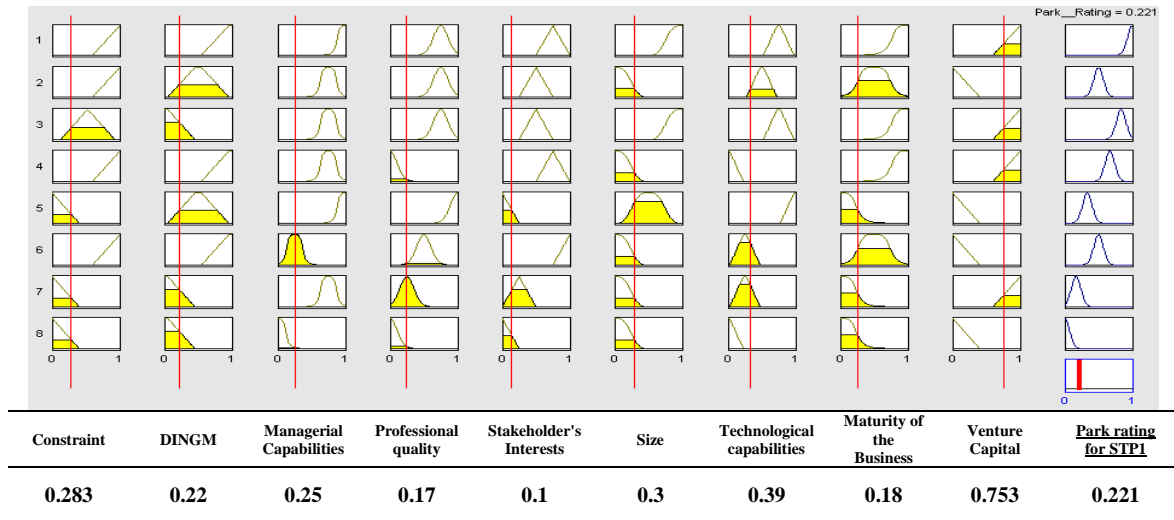 Park__Rating = 0.221
1
2
3
4
5
6
7
8
0 1 0 1 0 1 0 1 0 1 0 1 0 1 0 1 0 1
0 1
Constraint DINGM Managerial Capabilities Professional quality Stakeholder's Interests Size Technological capabilities Maturity of the Business Venture Capital Park rating for STP1
0.283 0.22 0.25 0.17 0.1 0.3 0.39 0.18 0.753 0.221